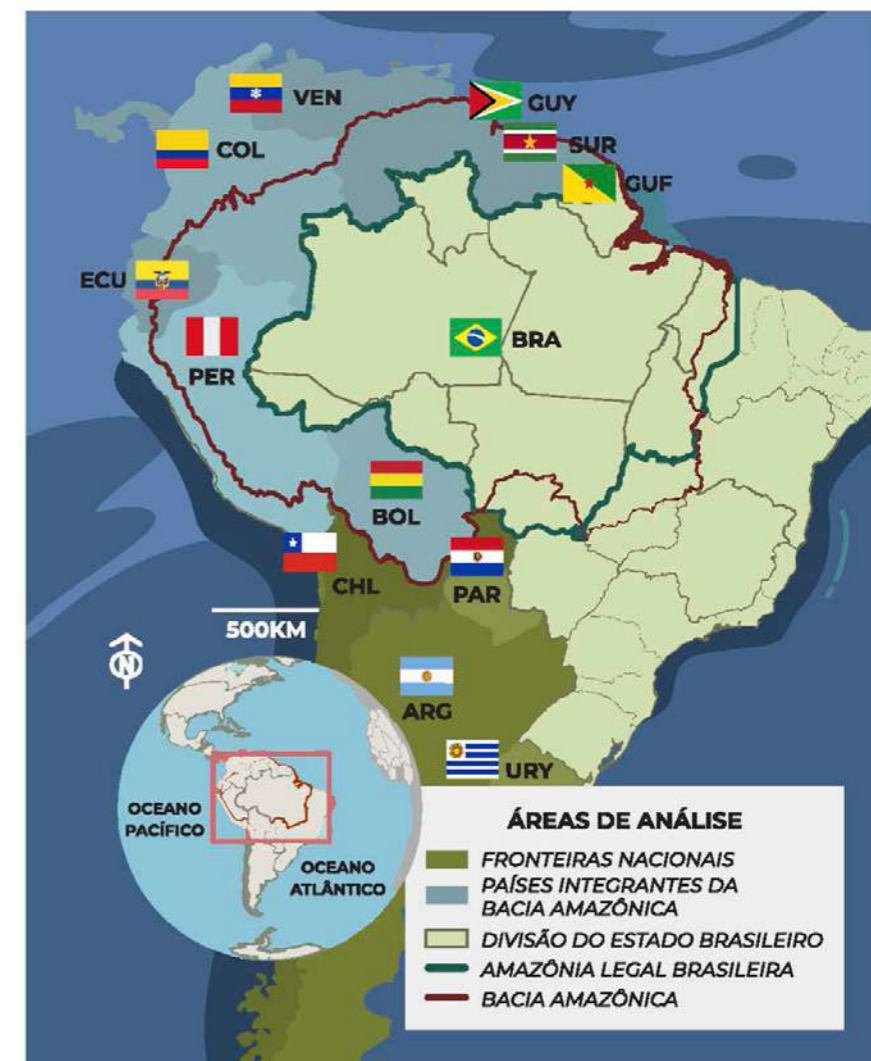 VEN
GUY
COL
SUR
GUF
ECU
BRA
PER
BOL
CHL
PAR
500KM
N
ARG
URY
OCEANO
PACÍFICO
OCEANO
ATLÂNTICO
ÁREAS DE ANÁLISE
FRONTEIRAS NACIONAIS
PAÍSES INTEGRANTES DA
BACIA AMAZÔNICA
DIVISÃO DO ESTADO BRASILEIRO
AMAZÔNIA LEGAL BRASILEIRA
BACIA AMAZÔNICA